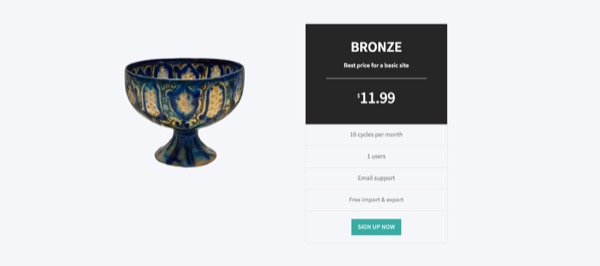 BRONZE
Best price for a basic site
$11.99
10 cycles per month
1 users
Email support
Free import & export
SIGN UP NOW